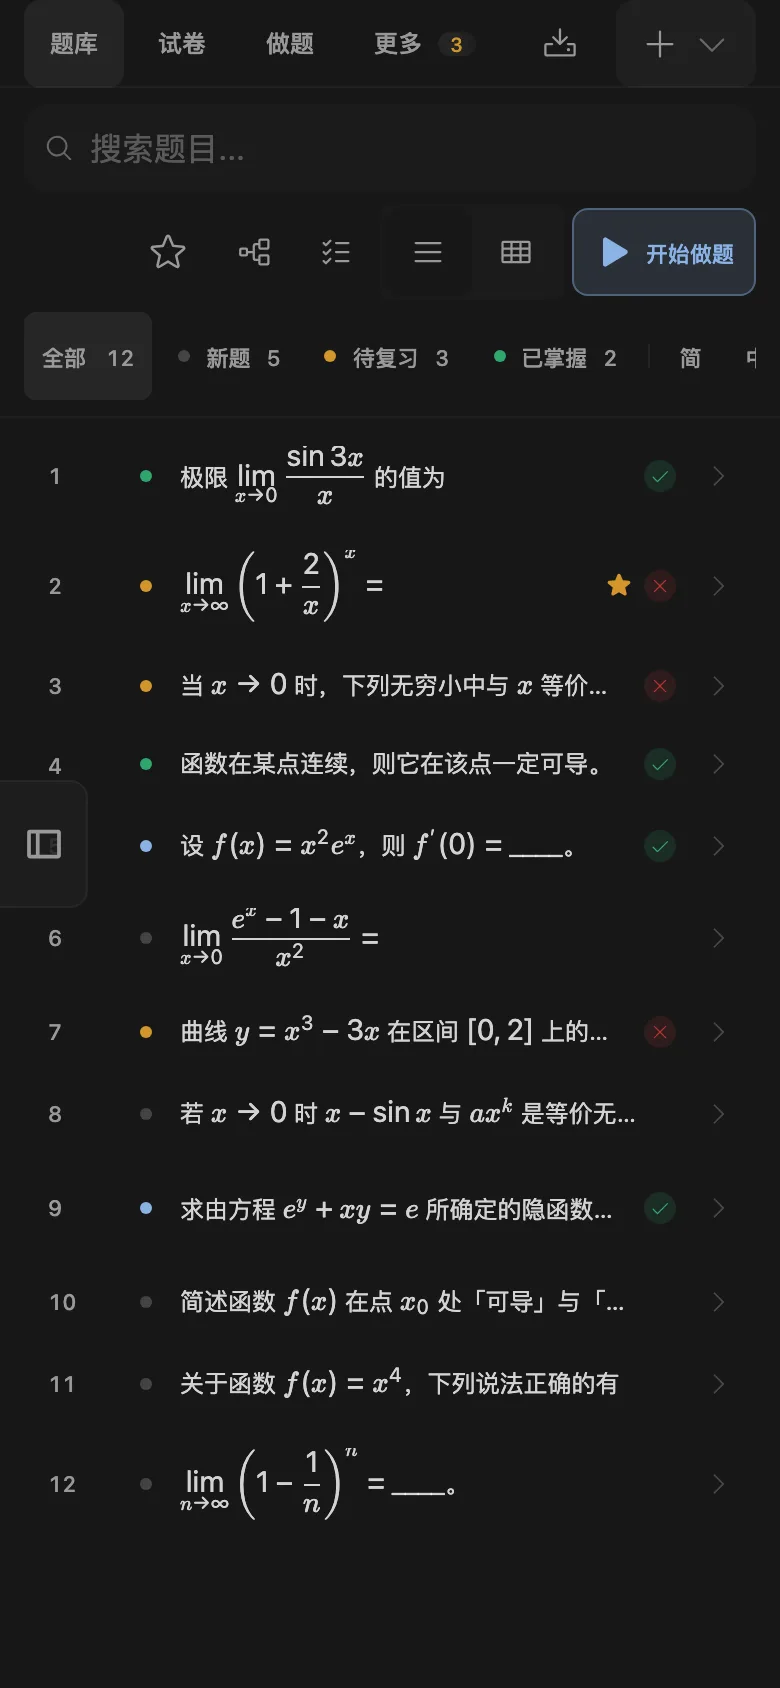 题库 试卷 做题 更多 3
搜索题目...
开始做题
全部 12 新题 5 待复习 3 已掌握 2 简
1 极限 lim x→0 sin 3x / x 的值为
2 lim x→∞ (1 + 2/x)^x =
3 当 x → 0 时，下列无穷小中与 x 等价...
4 函数在某点连续，则它在该点一定可导。
设 f(x) = x²eˣ，则 f′(0) = ____。
6 lim x→0 (eˣ − 1 − x) / x² =
7 曲线 y = x³ − 3x 在区间 [0, 2] 上的...
8 若 x → 0 时 x − sin x 与 axᵏ 是等价无...
9 求由方程 eʸ + xy = e 所确定的隐函数...
10 简述函数 f(x) 在点 x₀ 处「可导」与「...
11 关于函数 f(x) = x⁴，下列说法正确的有
12 lim n→∞ (1 − 1/n)ⁿ = ____。